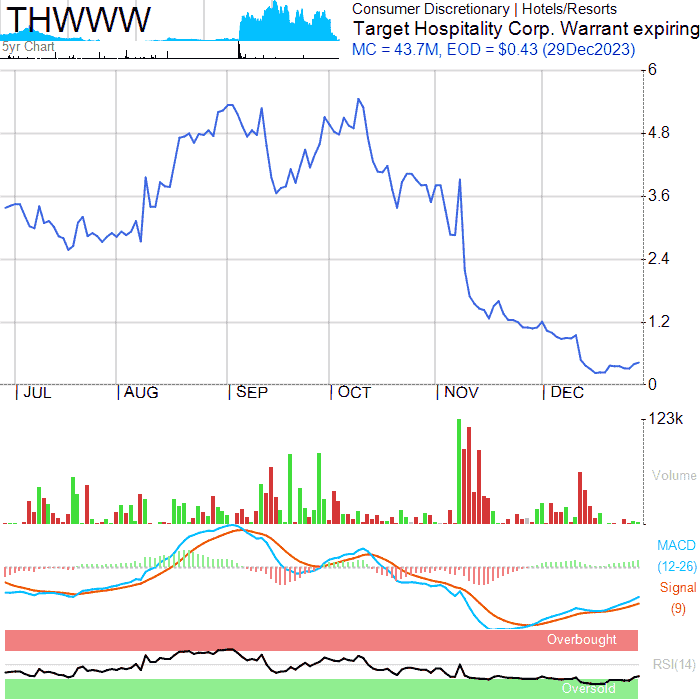 THWWW
5yr Chart
Consumer Discretionary | Hotels/Resorts
Target Hospitality Corp. Warrant expiring
MC = 43.7M, EOD = $0.43 (29Dec2023)
6
4.8
3.6
2.4
1.2
0
JUL AUG SEP OCT NOV DEC
123k
Volume
MACD
(12-26)
Signal
(9)
Overbought
RSI(14)
Oversold